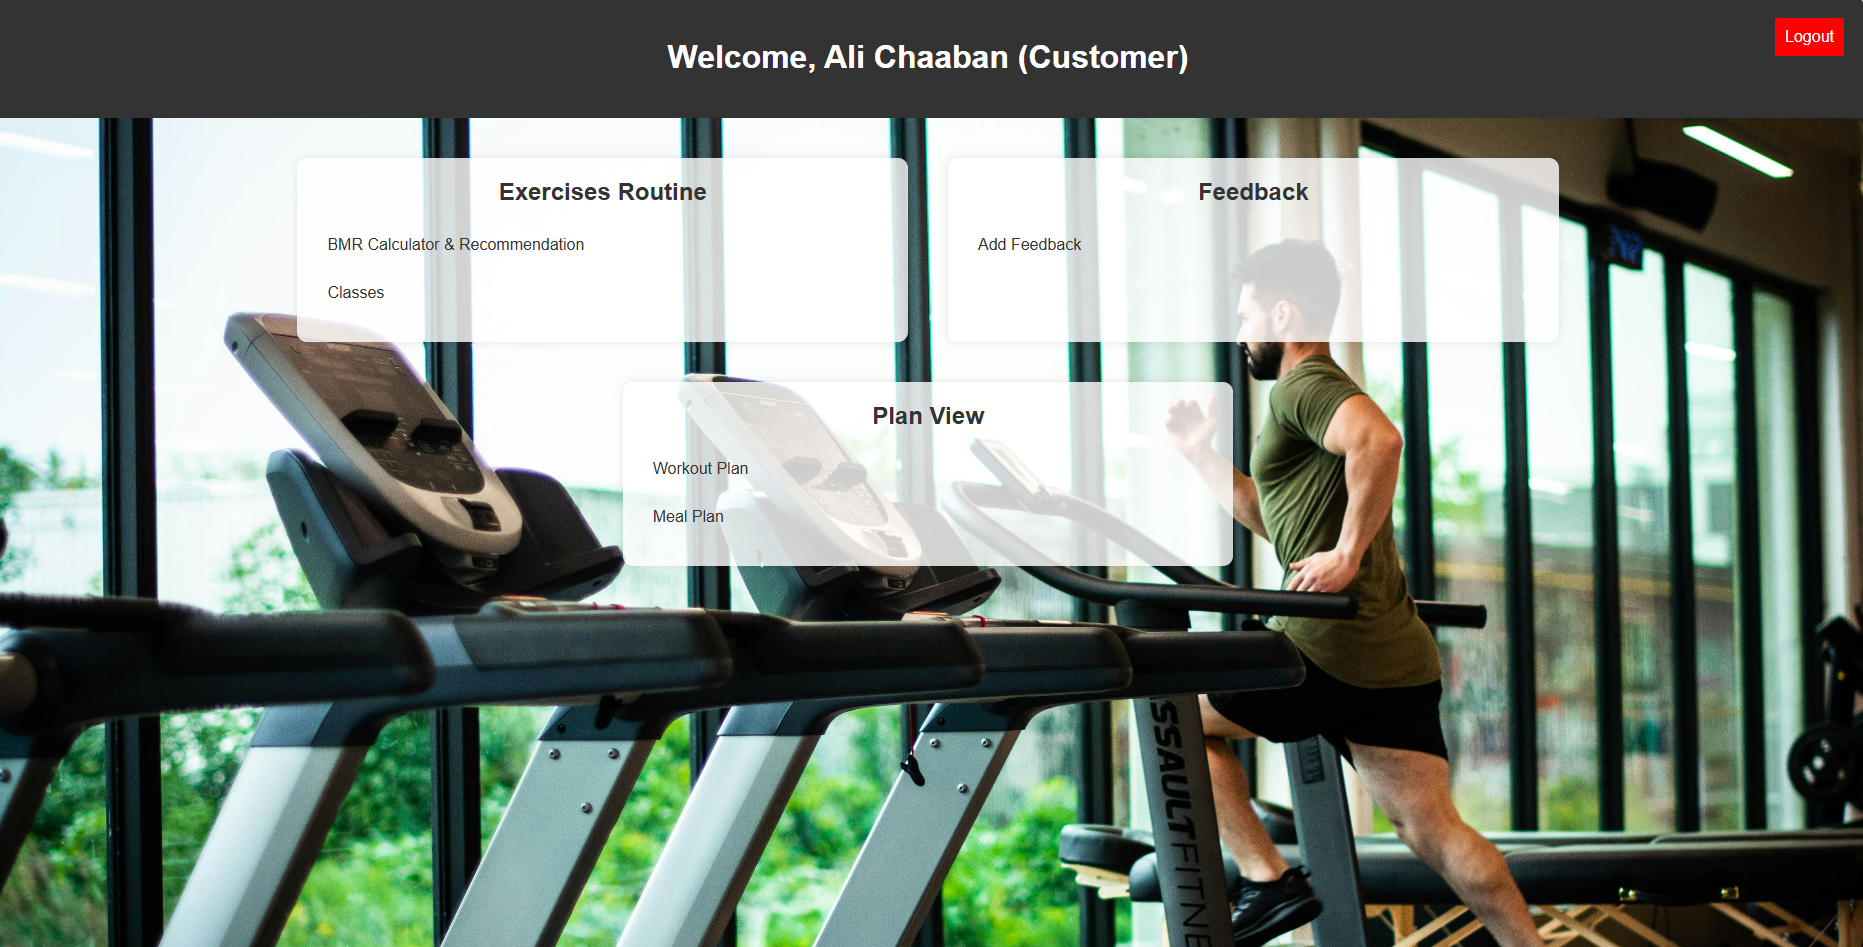 Welcome, Ali Chaaban (Customer)
Logout
Exercises Routine
BMR Calculator & Recommendation
Classes
Feedback
Add Feedback
Plan View
Workout Plan
Meal Plan
SSAULTFITNE